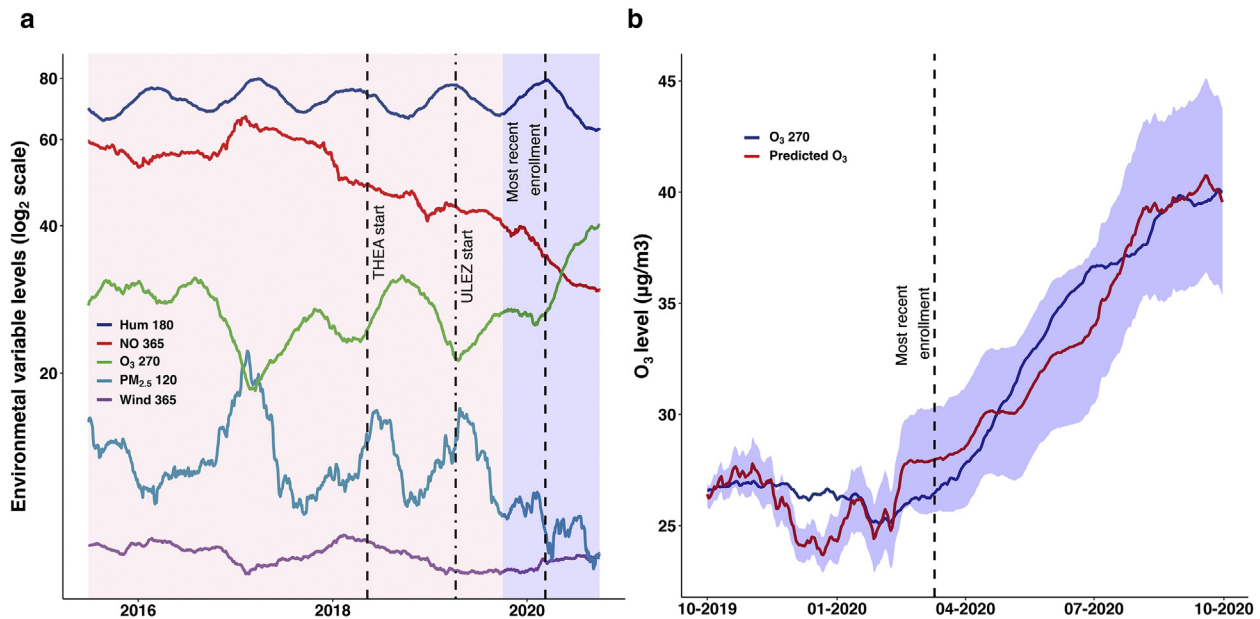 a
Environmetal variable levels (log2 scale)
80
60
40
20
Hum 180
NO 365
O3 270
PM2.5 120
Wind 365
THEA start
ULEZ start
Most recent
enrollment
2016
2018
2020
b
O3 level (µg/m3)
45
40
35
30
25
O3 270
Predicted O3
Most recent
enrollment
10-2019
01-2020
04-2020
07-2020
10-2020